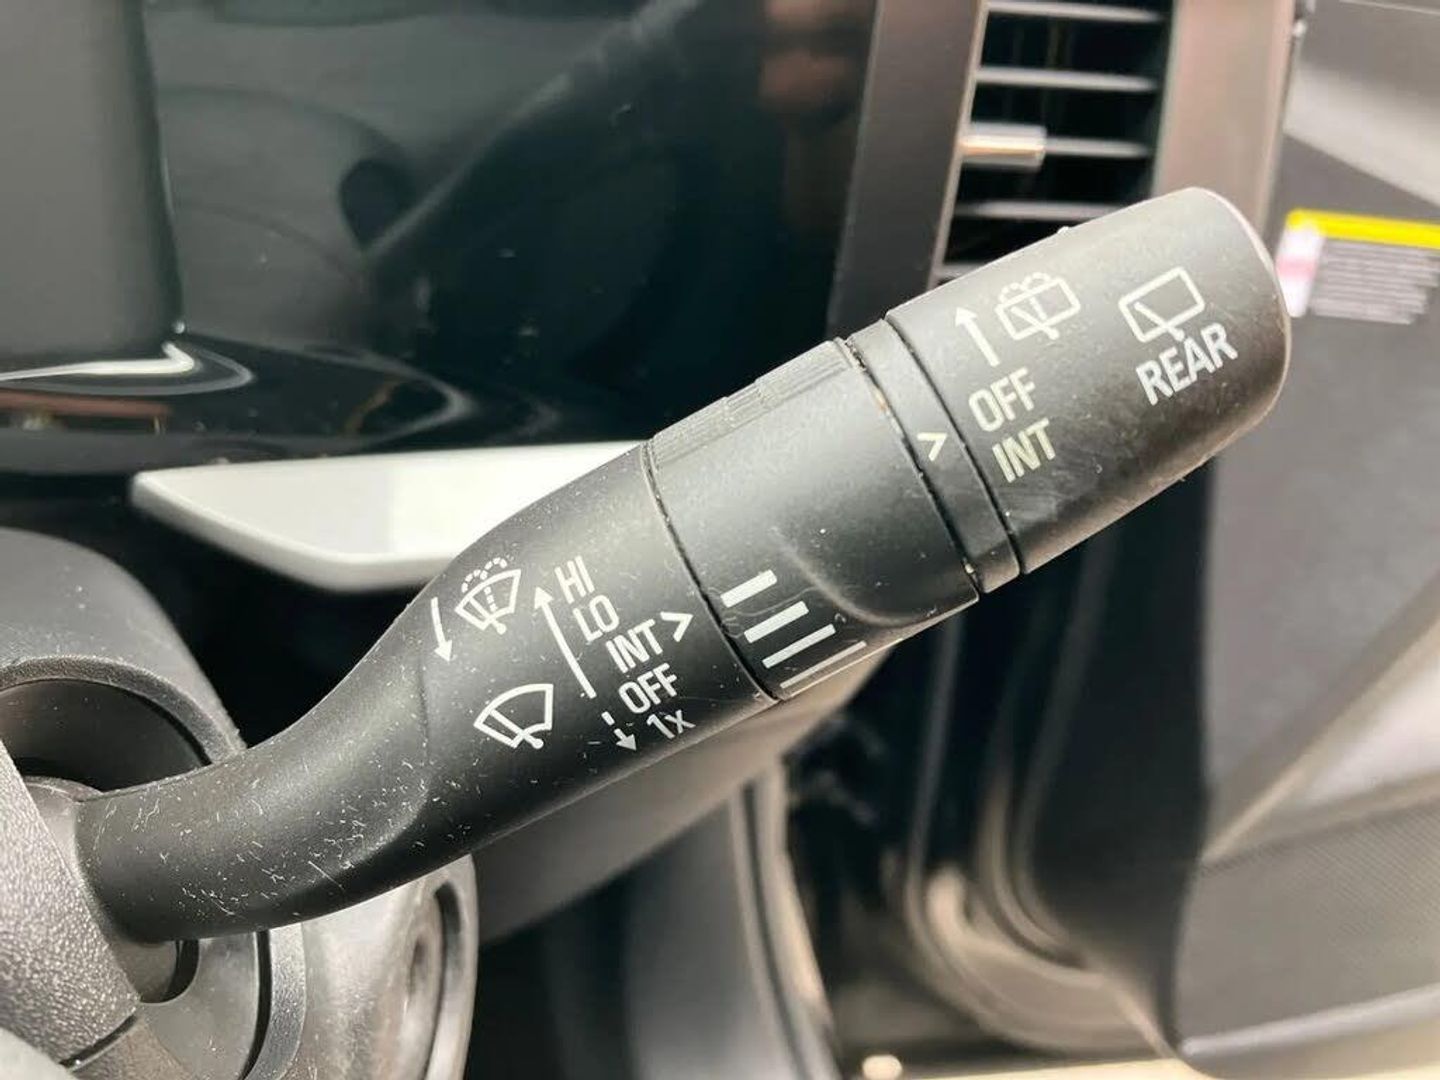 HI
LO
INT >
OFF
1x
>
OFF
INT
REAR